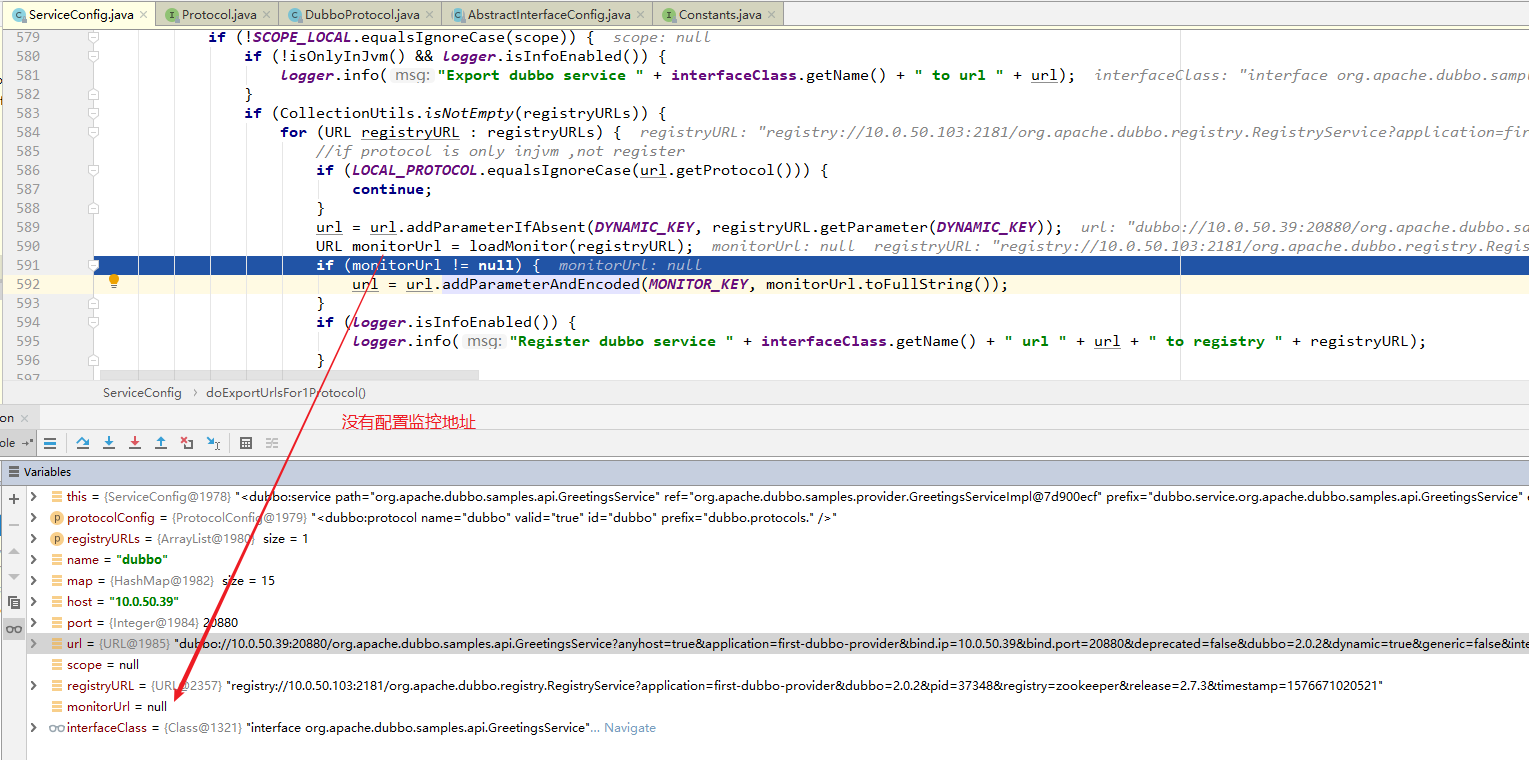 ServiceConfig.java × Protocol.java × DubboProtocol.java × AbstractInterfaceConfig.java × Constants.java ×
579 if (!SCOPE_LOCAL.equalsIgnoreCase(scope)) { scope: null
580 if (!isOnlyInJvm() && logger.isInfoEnabled()) {
581 logger.info( msg: "Export dubbo service " + interfaceClass.getName() + " to url " + url); interfaceClass: "interface org.apache.dubbo.samp
582 }
583 if (CollectionUtils.isNotEmpty(registryURLs)) {
584 for (URL registryURL : registryURLs) { registryURL: "registry://10.0.50.103:2181/org.apache.dubbo.registry.RegistryService?application=fir
585 //if protocol is only injvm ,not register
586 if (LOCAL_PROTOCOL.equalsIgnoreCase(url.getProtocol())) {
587 continue;
588 }
589 url = url.addParameterIfAbsent(DYNAMIC_KEY, registryURL.getParameter(DYNAMIC_KEY)); url: "dubbo://10.0.50.39:20880/org.apache.dubbo.sa
590 URL monitorUrl = loadMonitor(registryURL); monitorUrl: null registryURL: "registry://10.0.50.103:2181/org.apache.dubbo.registry.Regis
591 if (monitorUrl != null) { monitorUrl: null
592 url = url.addParameterAndEncoded(MONITOR_KEY, monitorUrl.toFullString());
593 }
594 if (logger.isInfoEnabled()) {
595 logger.info( msg: "Register dubbo service " + interfaceClass.getName() + " url " + url + " to registry " + registryURL);
596 }
597
ServiceConfig › doExportUrlsFor1Protocol()
on ×
没有配置监控地址
ole
Variables
this = {ServiceConfig@1978} "<dubbo:service path="org.apache.dubbo.samples.api.GreetingsService" ref="org.apache.dubbo.samples.provider.GreetingsServiceImpl@7d900ecf" prefix="dubbo.service.org.apache.dubbo.samples.api.GreetingsService"
protocolConfig = {ProtocolConfig@1979} "<dubbo:protocol name="dubbo" valid="true" id="dubbo" prefix="dubbo.protocols." />"
registryURLs = {ArrayList@1980} size = 1
name = "dubbo"
map = {HashMap@1982} size = 15
host = "10.0.50.39"
port = {Integer@1984} 20880
url = {URL@1985} "dubbo://10.0.50.39:20880/org.apache.dubbo.samples.api.GreetingsService?anyhost=true&application=first-dubbo-provider&bind.ip=10.0.50.39&bind.port=20880&deprecated=false&dubbo=2.0.2&dynamic=true&generic=false&inte
scope = null
registryURL = {URL@2357} "registry://10.0.50.103:2181/org.apache.dubbo.registry.RegistryService?application=first-dubbo-provider&dubbo=2.0.2&pid=37348&registry=zookeeper&release=2.7.3&timestamp=1576671020521"
monitorUrl = null
interfaceClass = {Class@1321} "interface org.apache.dubbo.samples.api.GreetingsService"... Navigate